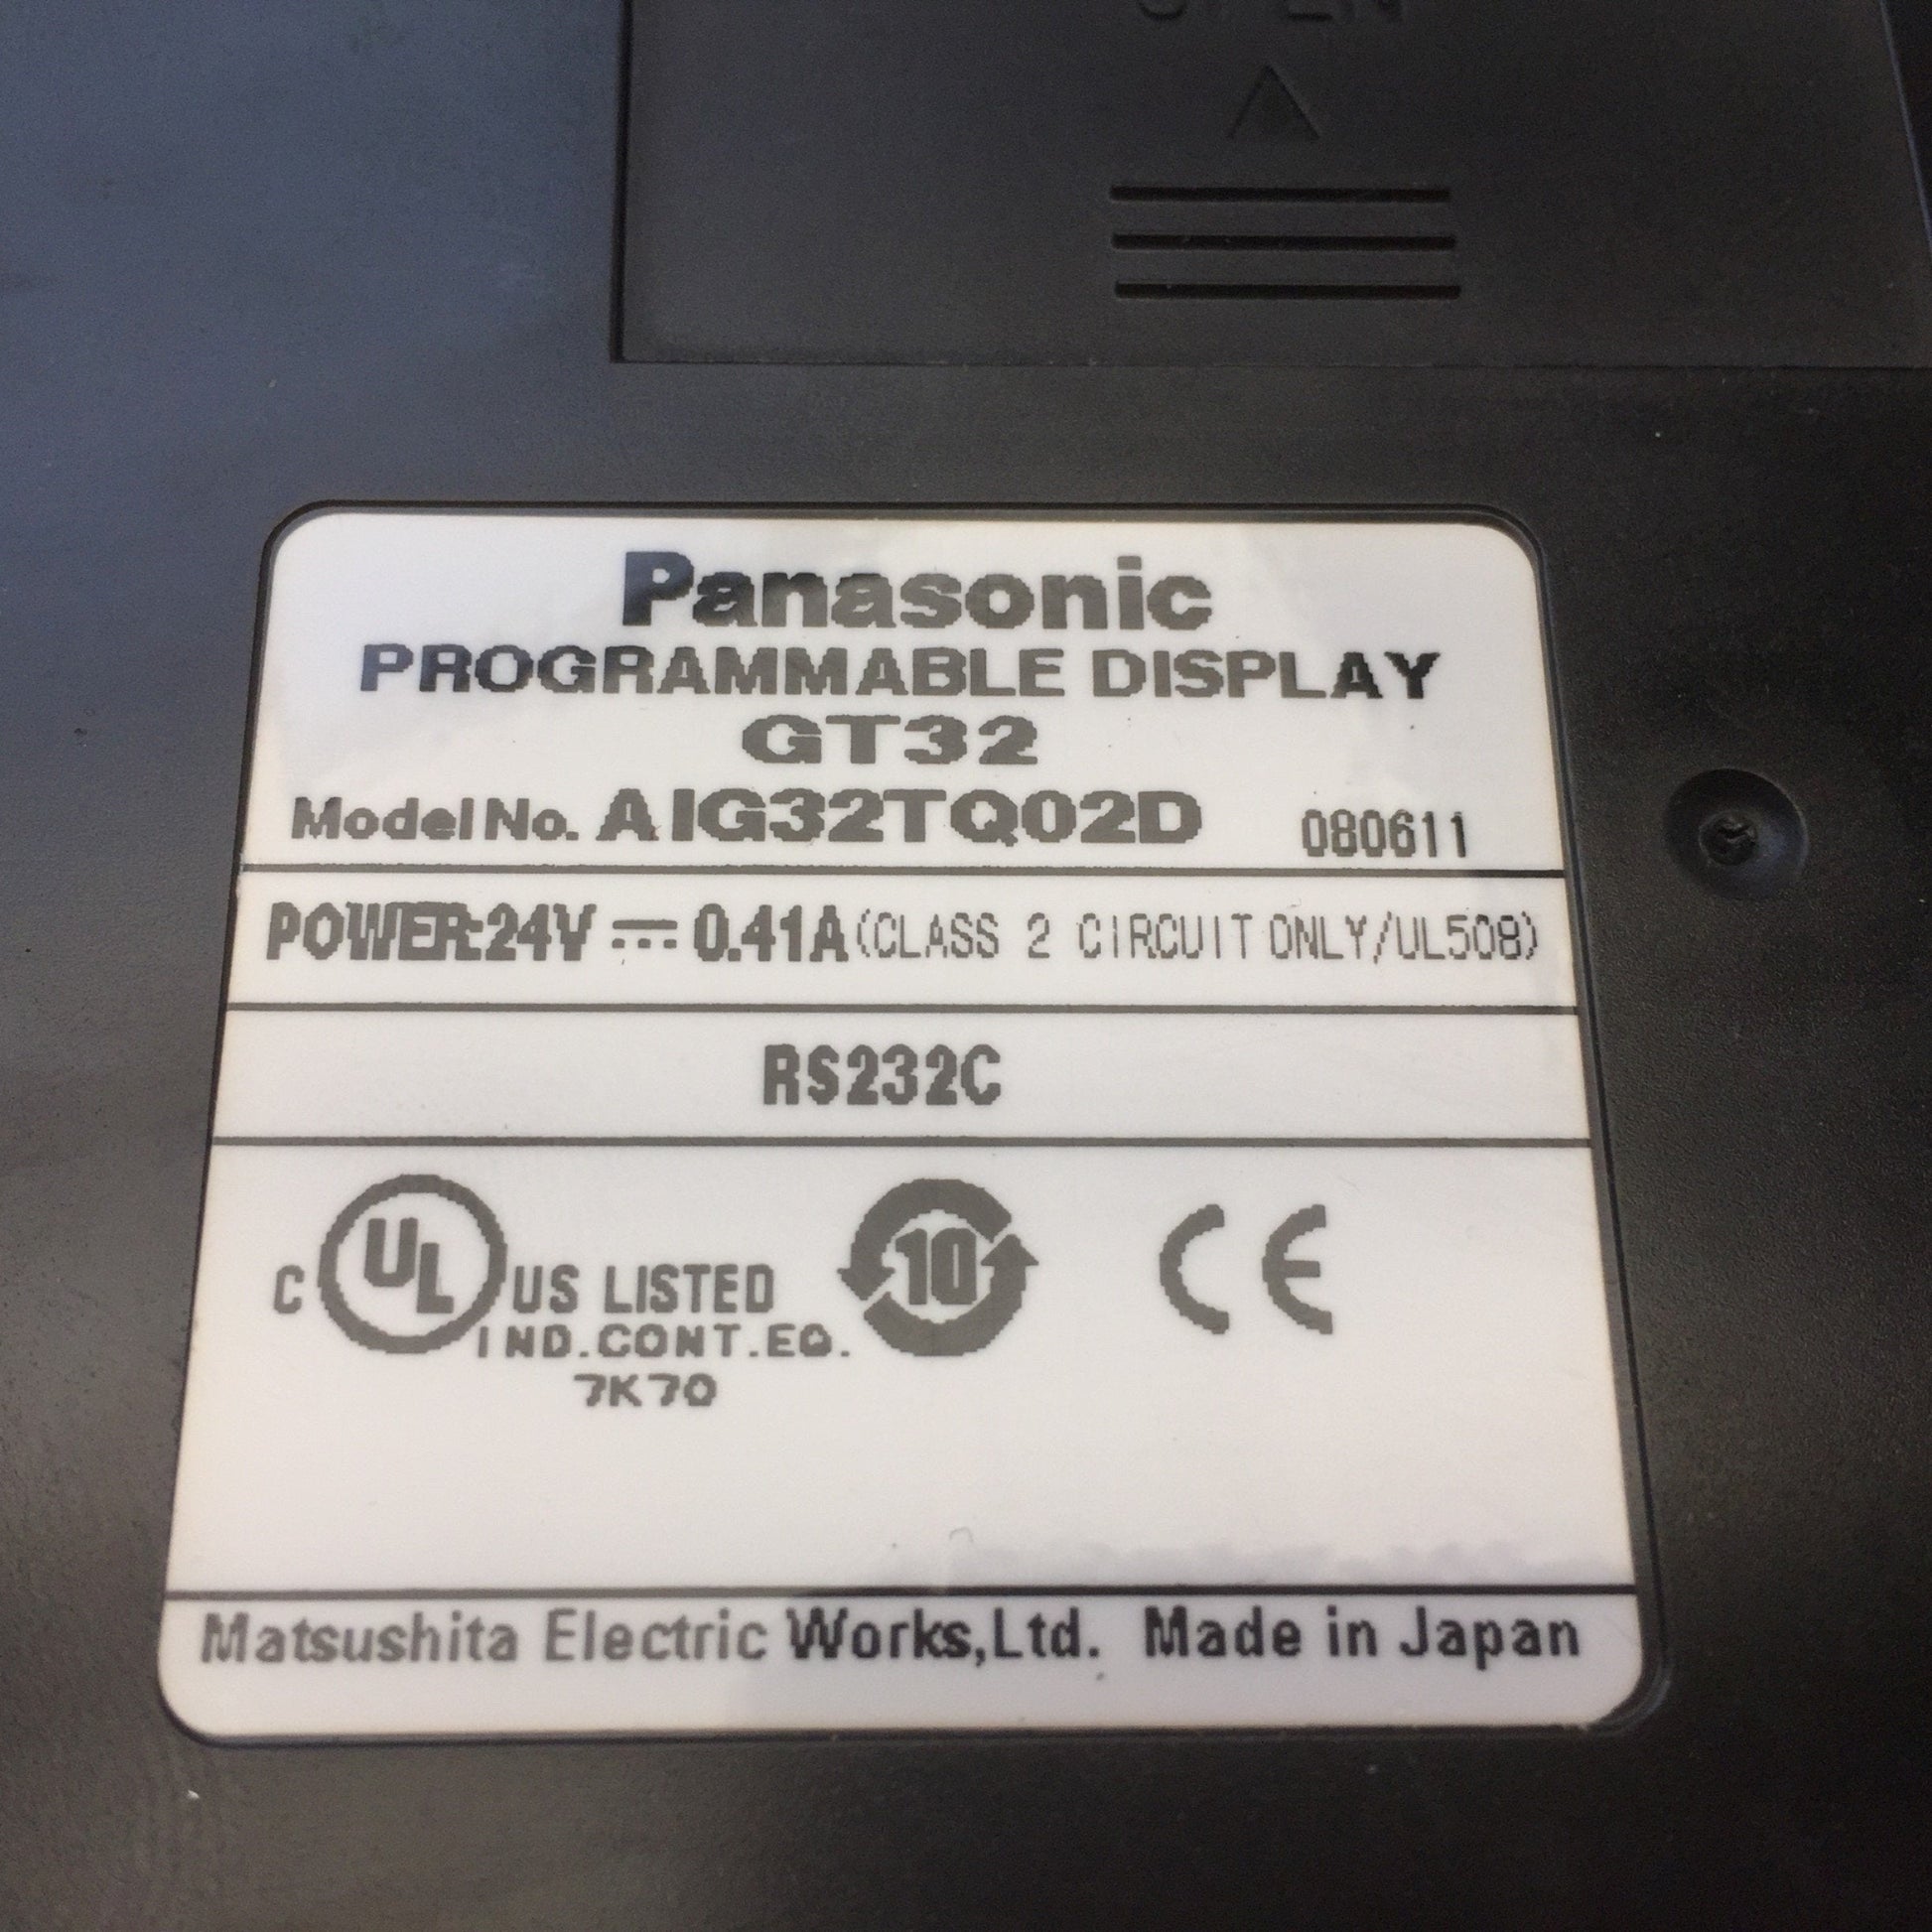 OPEN
Panasonic
PROGRAMMABLE DISPLAY
GT32
Model No. AIG32TQ02D 080611
POWER:24V ⎓ 0.41A(CLASS 2 CIRCUIT ONLY/UL508)
RS232C
C UL US LISTED 10 CE
IND.CONT.EQ.
7K70
Matsushita Electric Works,Ltd. Made in Japan